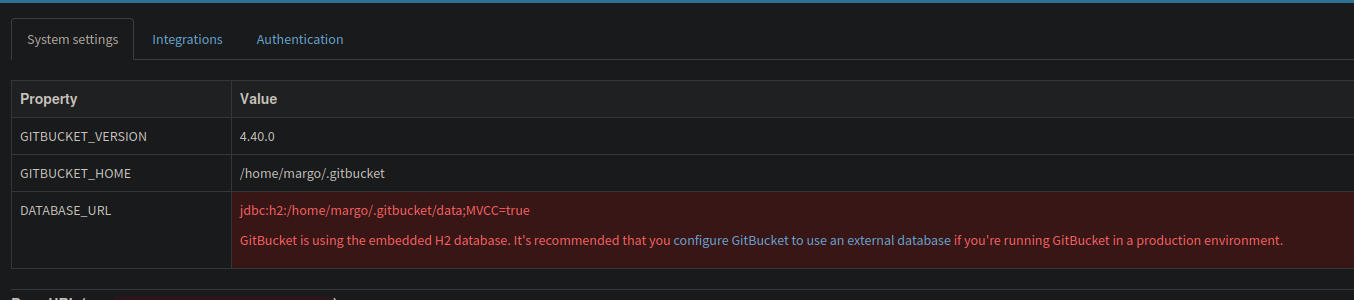 System settings Integrations Authentication
Property Value
GITBUCKET_VERSION 4.40.0
GITBUCKET_HOME /home/margo/.gitbucket
DATABASE_URL jdbc:h2:/home/margo/.gitbucket/data;MVCC=true
GitBucket is using the embedded H2 database. It's recommended that you configure GitBucket to use an external database if you're running GitBucket in a production environment.